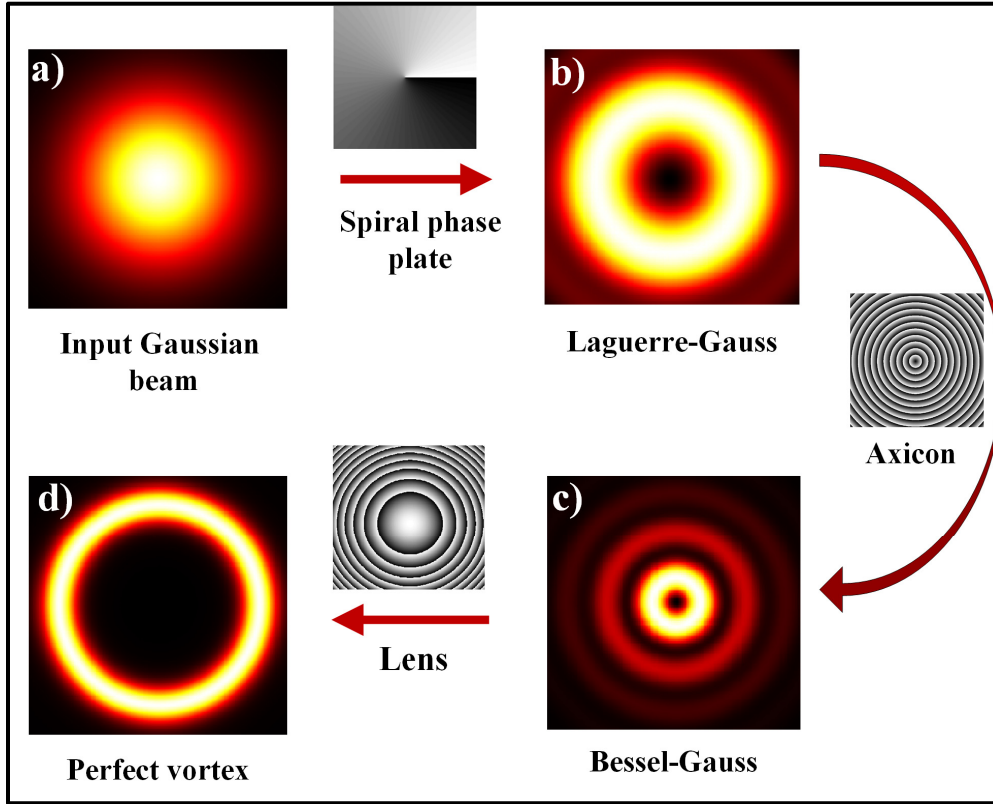 a)
Input Gaussian
beam
Spiral phase
plate
b)
Laguerre-Gauss
Axicon
c)
Bessel-Gauss
Lens
d)
Perfect vortex